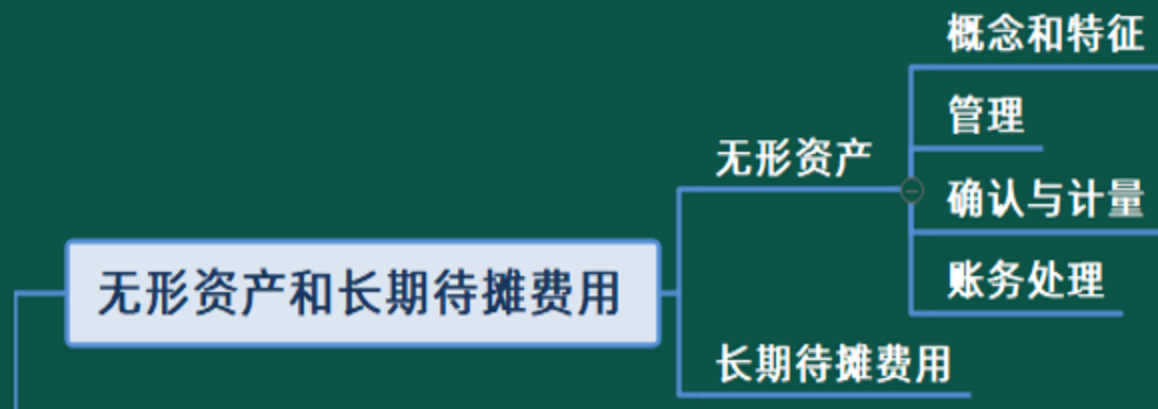 无形资产和长期待摊费用
无形资产
概念和特征
管理
确认与计量
账务处理
长期待摊费用